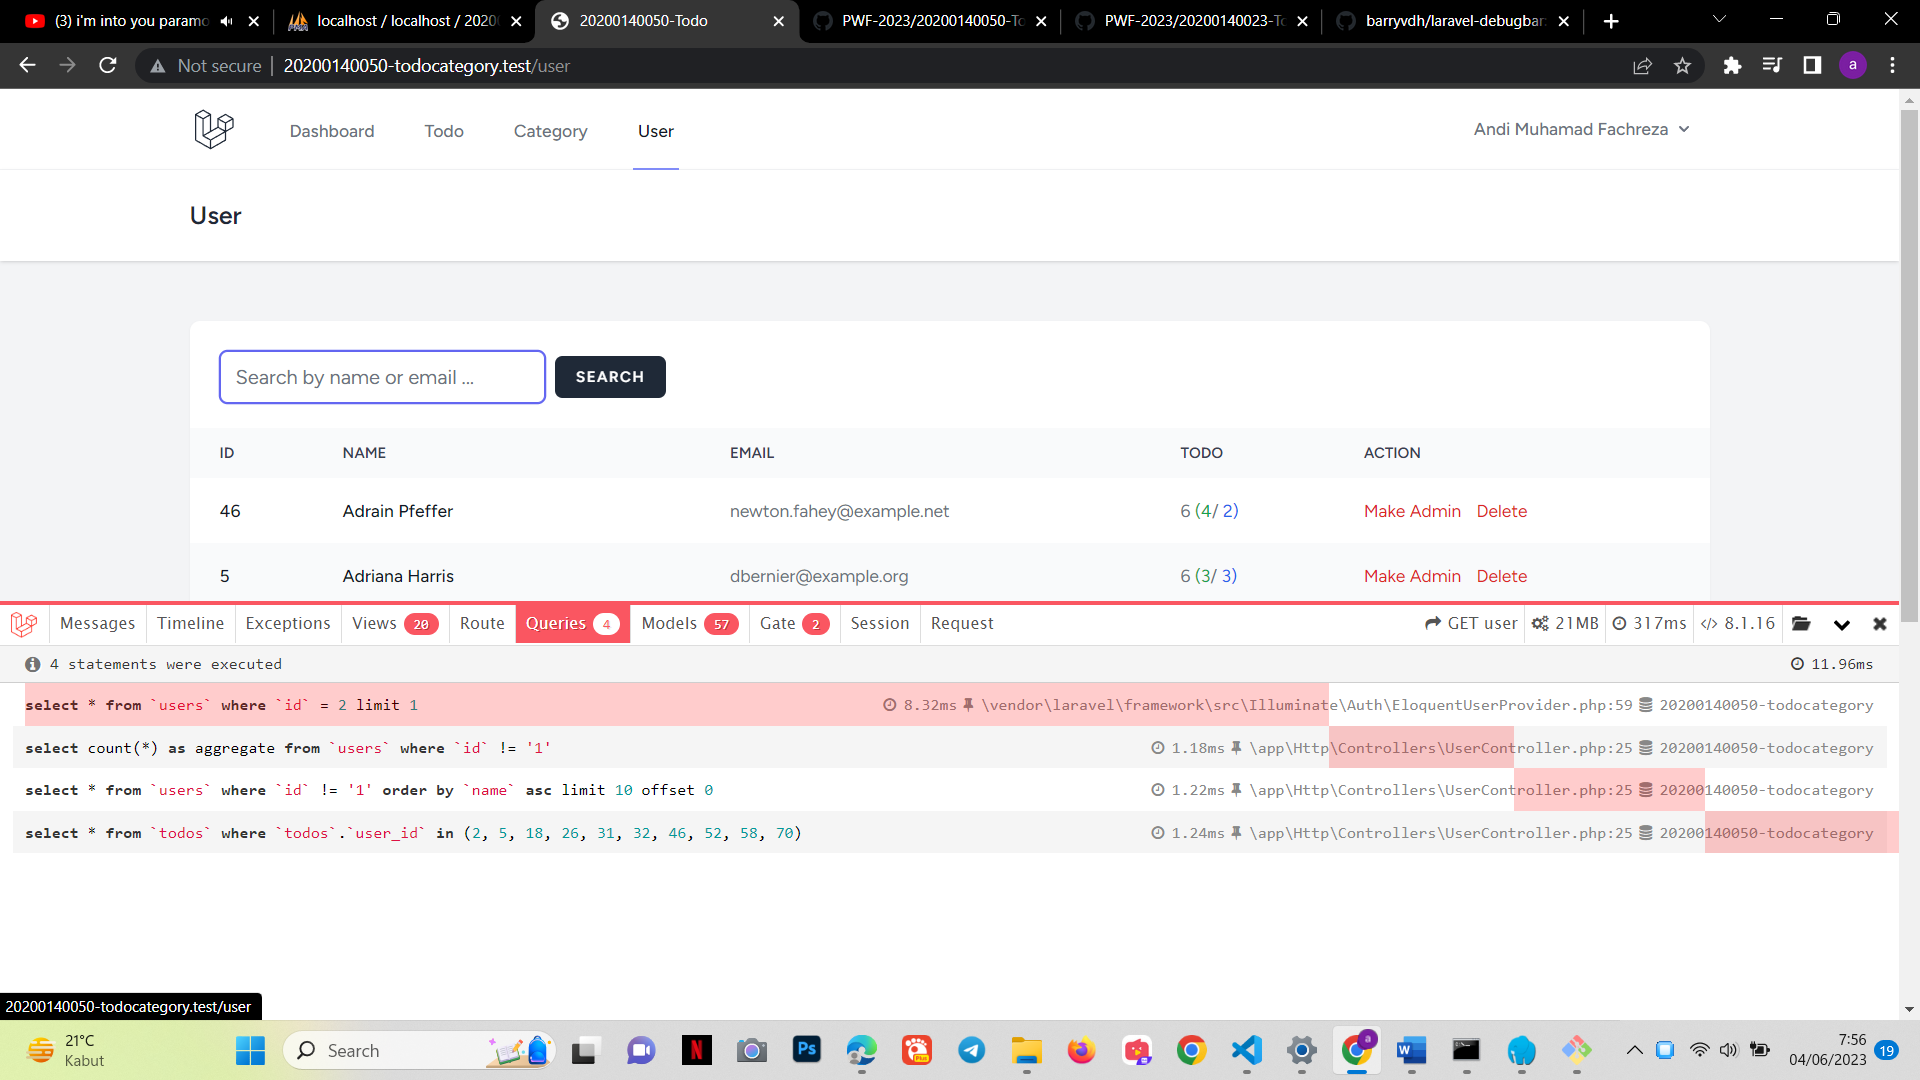 (3) i'm into you paramo
localhost / localhost / 2020
20200140050-Todo
PWF-2023/20200140050-To
PWF-2023/20200140023-To
barryvdh/laravel-debugbar
Not secure
20200140050-todocategory.test/user
a
Dashboard
Todo
Category
User
Andi Muhamad Fachreza
User
Search by name or email ...
SEARCH
ID NAME EMAIL TODO ACTION
46 Adrain Pfeffer newton.fahey@example.net 6 (4/ 2) Make Admin Delete
5 Adriana Harris dbernier@example.org 6 (3/ 3) Make Admin Delete
Messages Timeline Exceptions Views 20 Route Queries 4 Models 57 Gate 2 Session Request GET user 21MB 317ms 8.1.16
4 statements were executed 11.96ms
select * from `users` where `id` = 2 limit 1 8.32ms \vendor\laravel\framework\src\Illuminate\Auth\EloquentUserProvider.php:59 20200140050-todocategory
select count(*) as aggregate from `users` where `id` != '1' 1.18ms \app\Http\Controllers\UserController.php:25 20200140050-todocategory
select * from `users` where `id` != '1' order by `name` asc limit 10 offset 0 1.22ms \app\Http\Controllers\UserController.php:25 20200140050-todocategory
select * from `todos` where `todos`.`user_id` in (2, 5, 18, 26, 31, 32, 46, 52, 58, 70) 1.24ms \app\Http\Controllers\UserController.php:25 20200140050-todocategory
20200140050-todocategory.test/user
21°C
Kabut
Search
Ps
N
a
W
7:56
04/06/2023
19